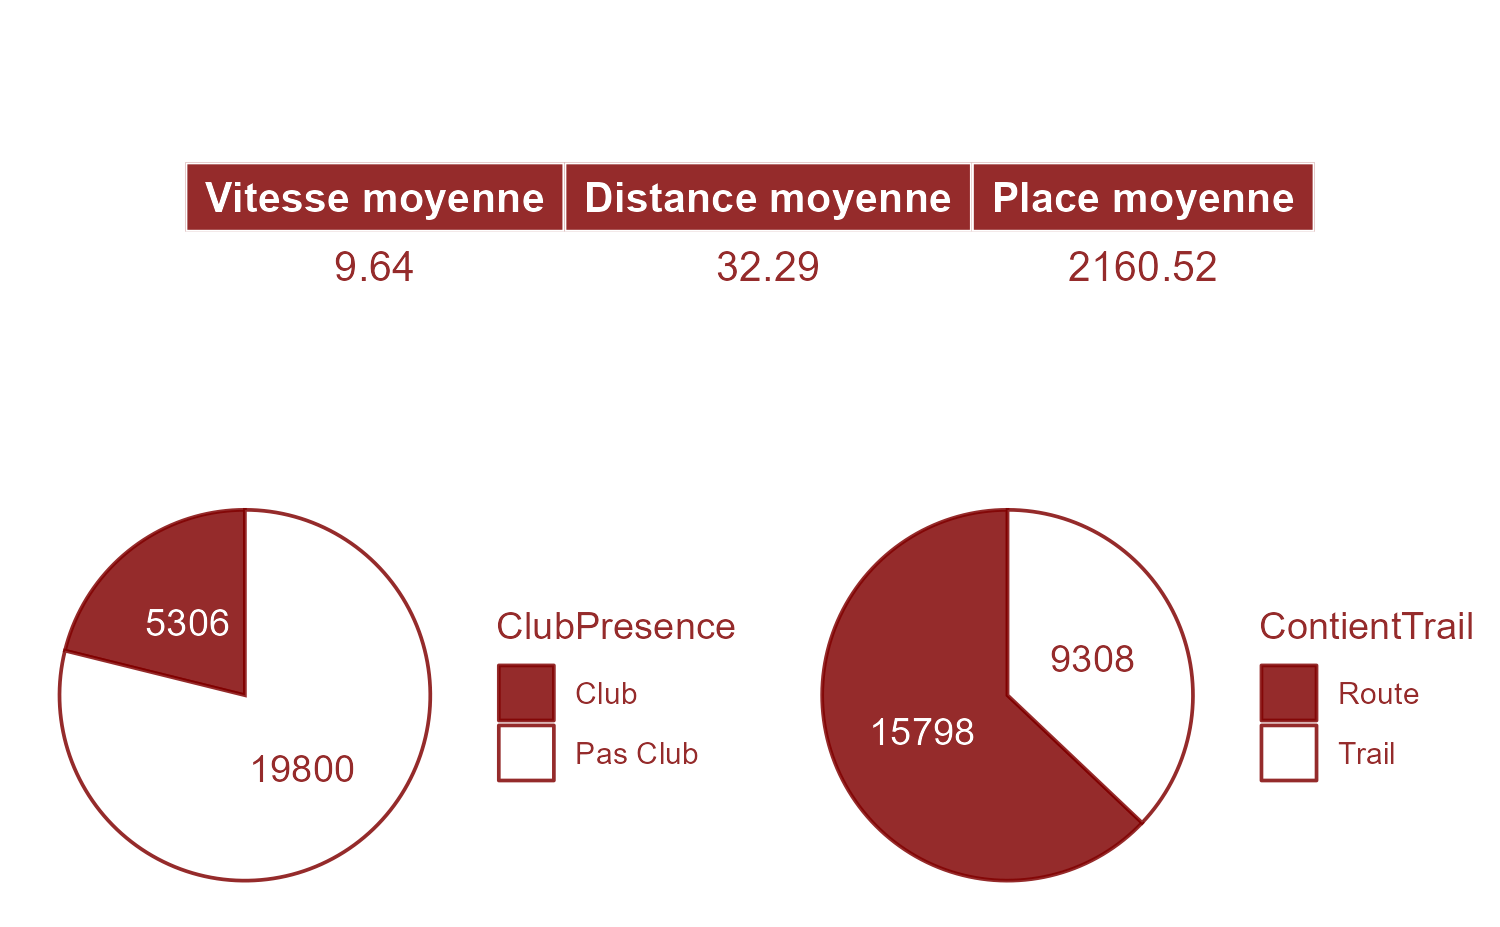 Vitesse moyenne Distance moyenne Place moyenne
9.64 32.29 2160.52
5306
19800
ClubPresence
Club
Pas Club
9308
15798
ContientTrail
Route
Trail